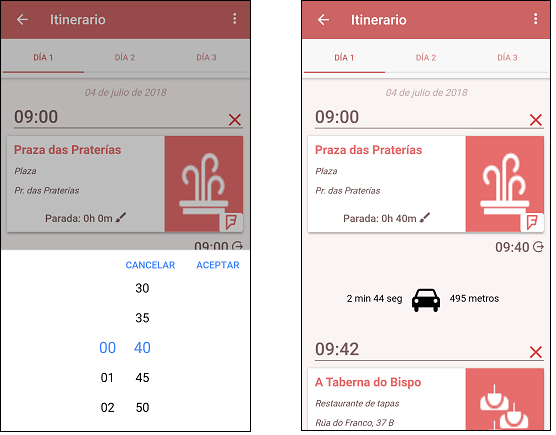 Itinerario
DÍA 1 DÍA 2 DÍA 3
04 de julio de 2018
09:00
Praza das Praterías
Plaza
Pr. das Praterías
Parada: 0h 0m
09:00
CANCELAR ACEPTAR
30
35
00 40
01 45
02 50
Itinerario
DÍA 1 DÍA 2 DÍA 3
04 de julio de 2018
09:00
Praza das Praterías
Plaza
Pr. das Praterías
Parada: 0h 40m
09:40
2 min 44 seg 495 metros
09:42
A Taberna do Bispo
Restaurante de tapas
Rúa do Franco, 37 B